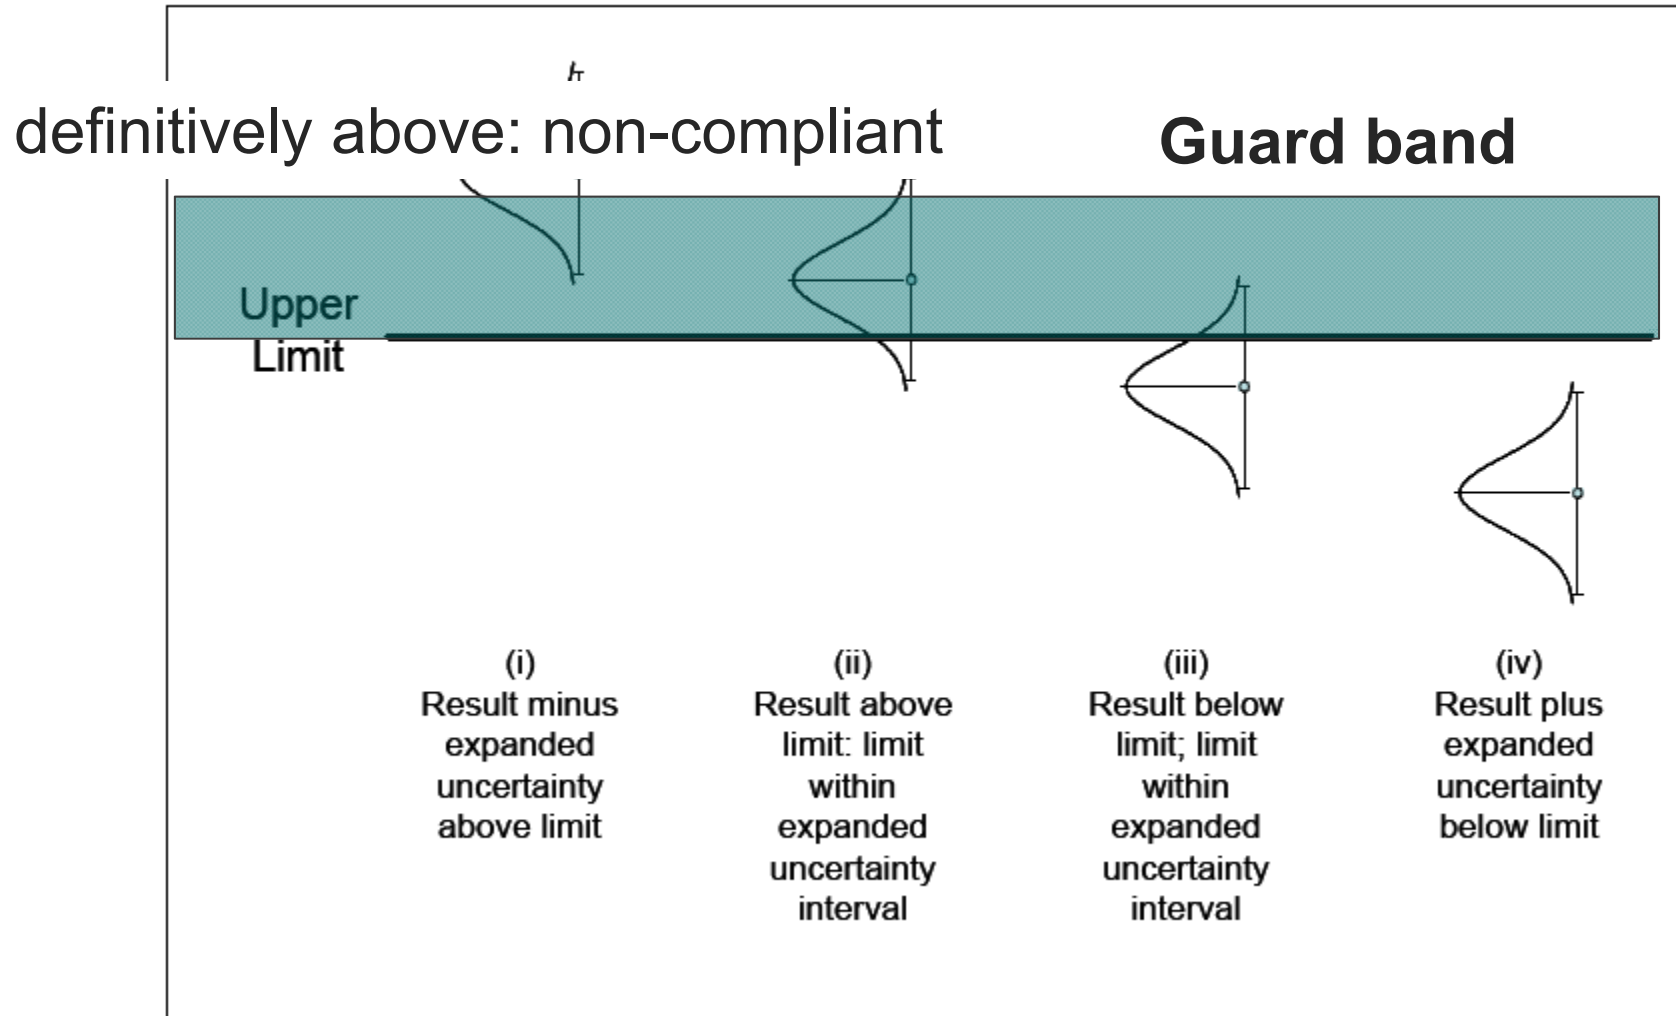 definitively above: non-compliant
Guard band
Upper
Limit
(i)
Result minus
expanded
uncertainty
above limit
(ii)
Result above
limit: limit
within
expanded
uncertainty
interval
(iii)
Result below
limit; limit
within
expanded
uncertainty
interval
(iv)
Result plus
expanded
uncertainty
below limit